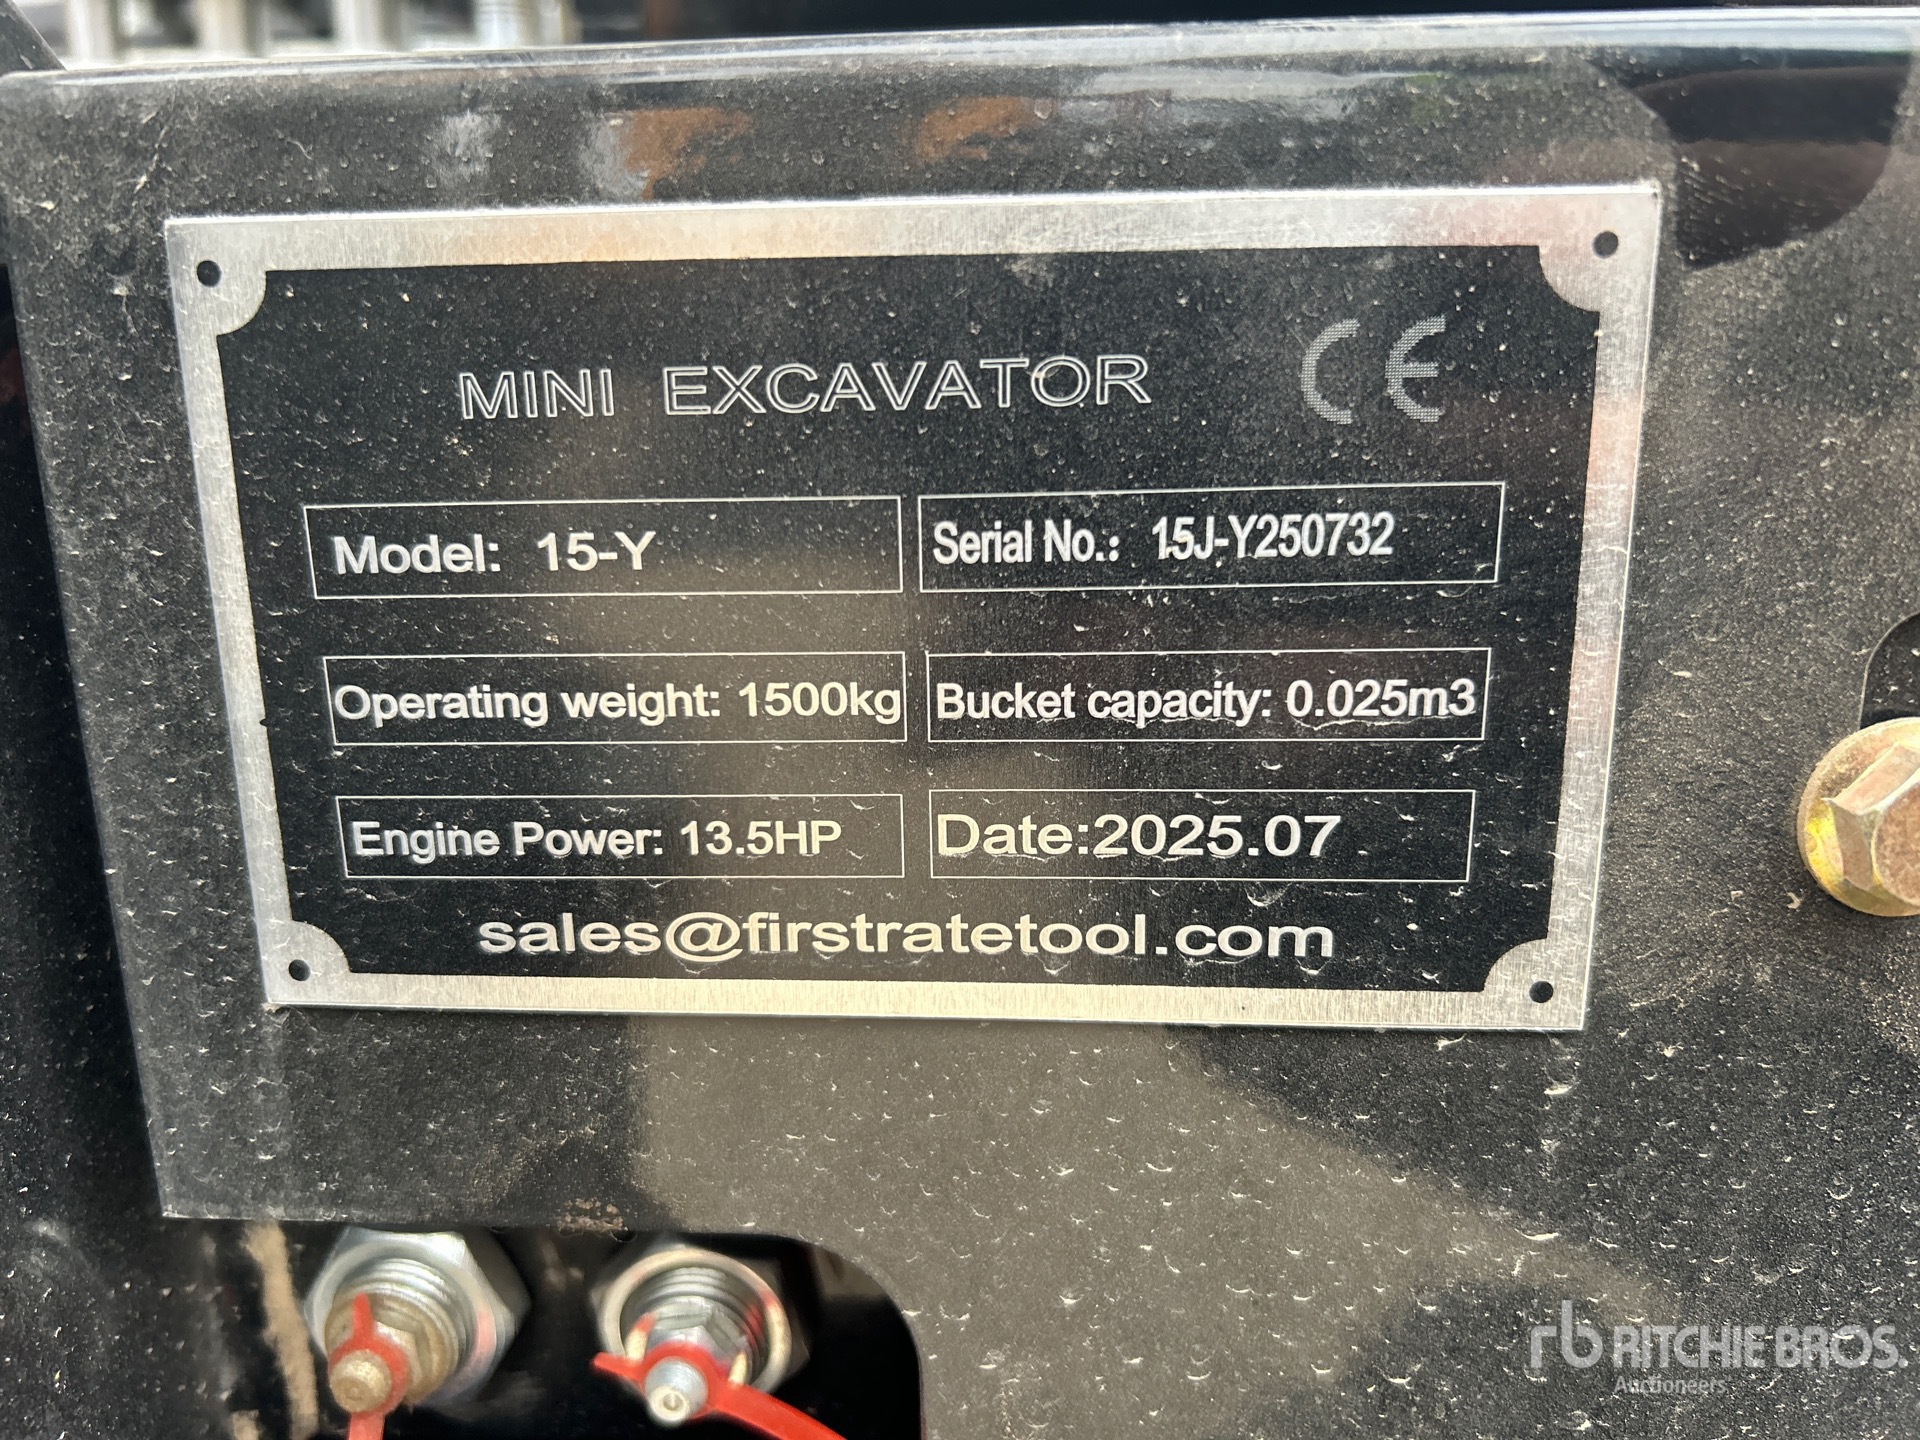 MINI EXCAVATOR CE
Model: 15-Y
Serial No.: 15J-Y250732
Operating weight: 1500kg
Bucket capacity: 0.025m3
Engine Power: 13.5HP
Date:2025.07
sales@firstratetool.com
rb RITCHIE BROS.
Auctioneers